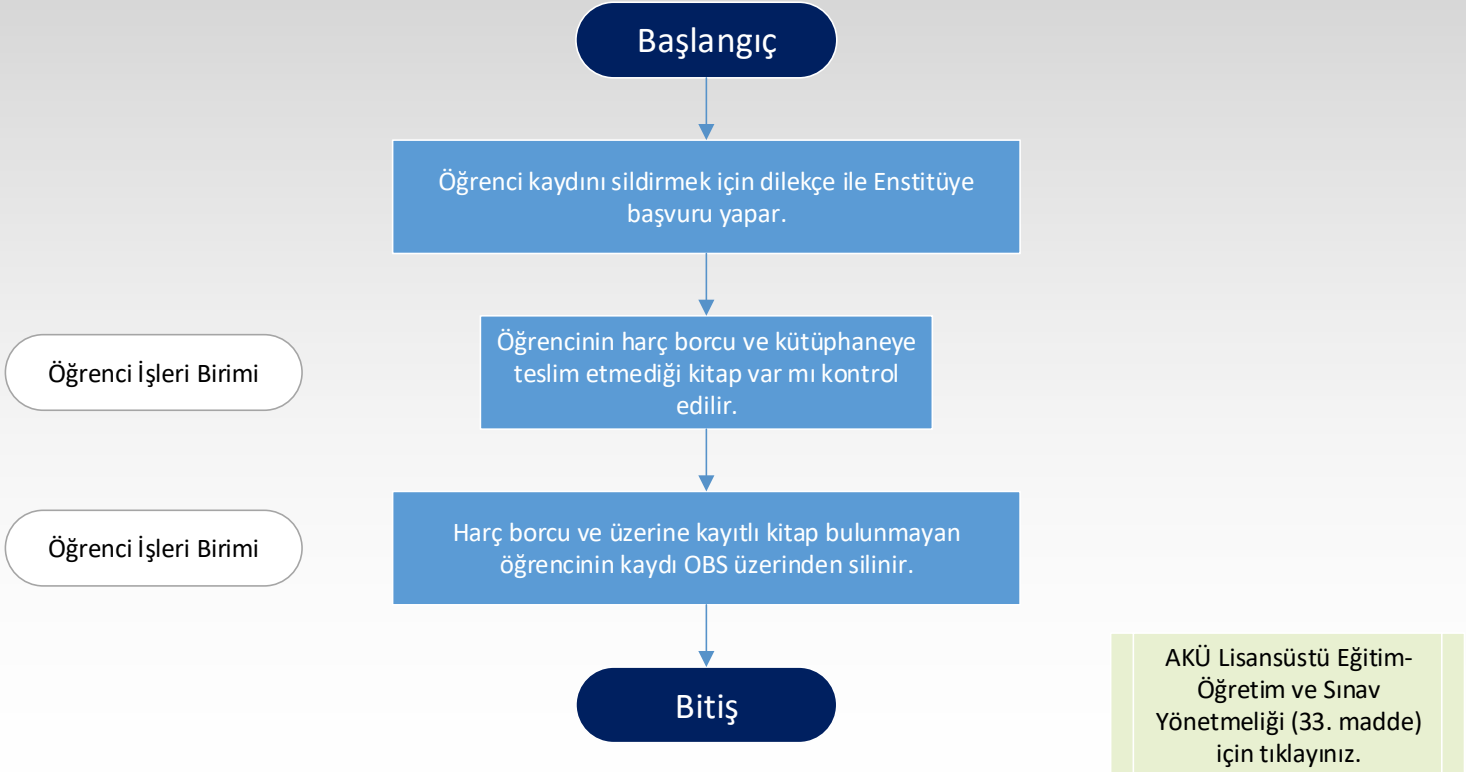 Başlangıç
Öğrenci kaydını sildirmek için dilekçe ile Enstitüye
başvuru yapar.
Öğrenci İşleri Birimi
Öğrencinin harç borcu ve kütüphaneye
teslim etmediği kitap var mı kontrol
edilir.
Öğrenci İşleri Birimi
Harç borcu ve üzerine kayıtlı kitap bulunmayan
öğrencinin kaydı OBS üzerinden silinir.
Bitiş
AKÜ Lisansüstü Eğitim-
Öğretim ve Sınav
Yönetmeliği (33. madde)
için tıklayınız.